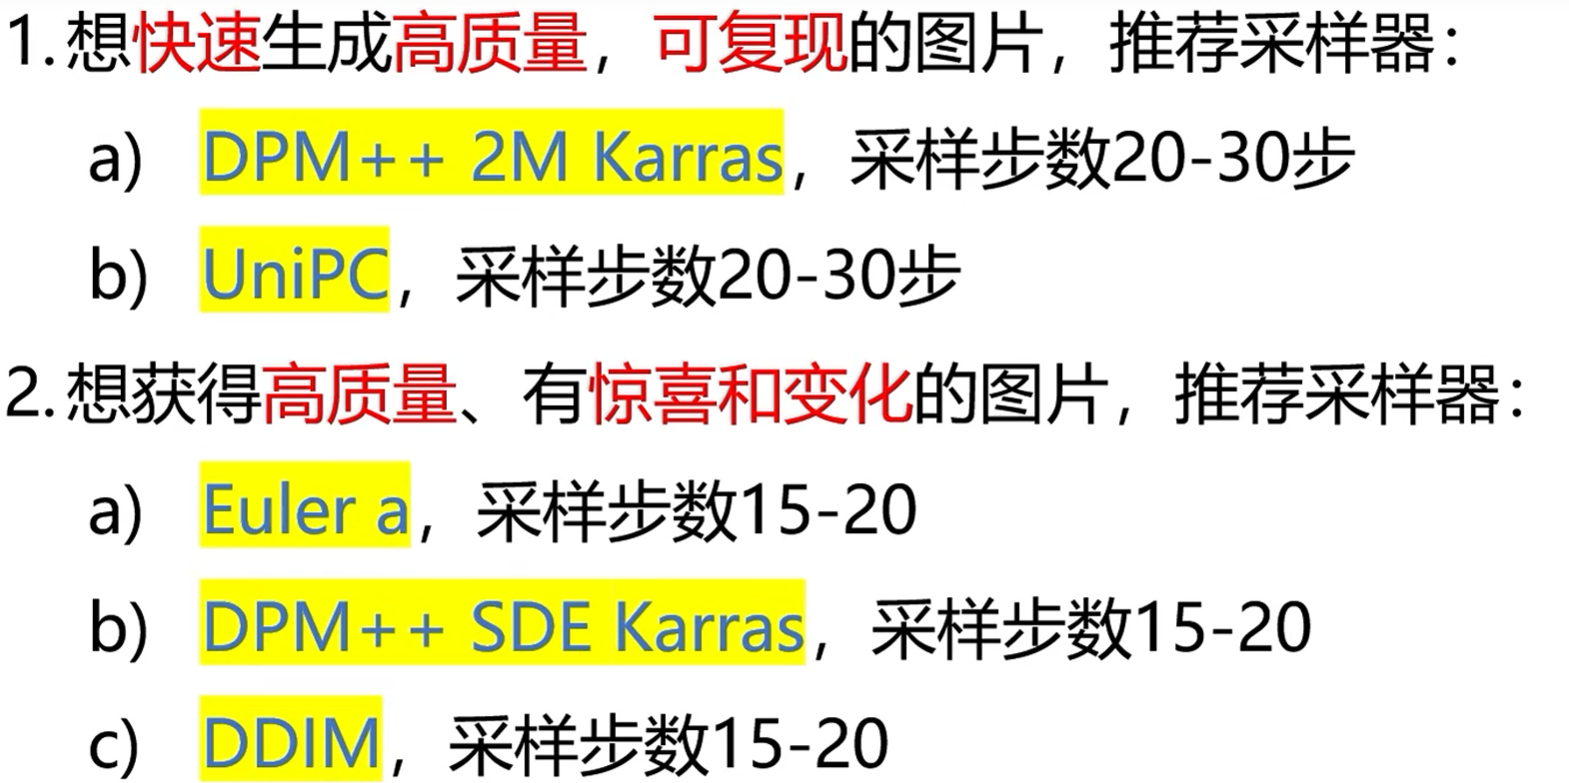 1.想快速生成高质量，可复现的图片，推荐采样器：
a) DPM++ 2M Karras，采样步数20-30步
b) UniPC，采样步数20-30步
2.想获得高质量、有惊喜和变化的图片，推荐采样器：
a) Euler a，采样步数15-20
b) DPM++ SDE Karras，采样步数15-20
c) DDIM，采样步数15-20